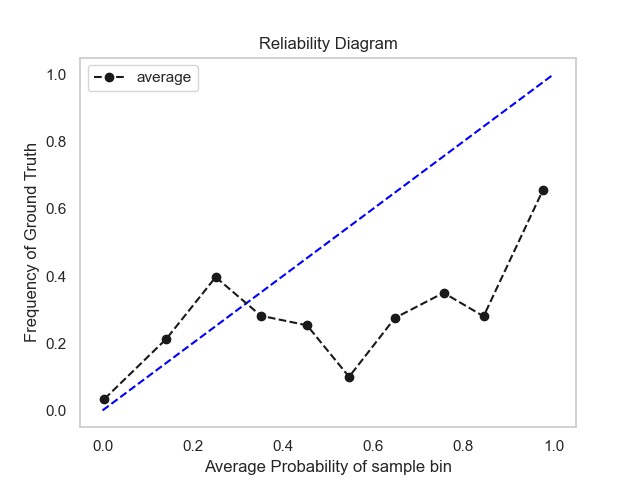 Reliability Diagram
average
Frequency of Ground Truth
1.0
0.8
0.6
0.4
0.2
0.0
0.0 0.2 0.4 0.6 0.8 1.0
Average Probability of sample bin